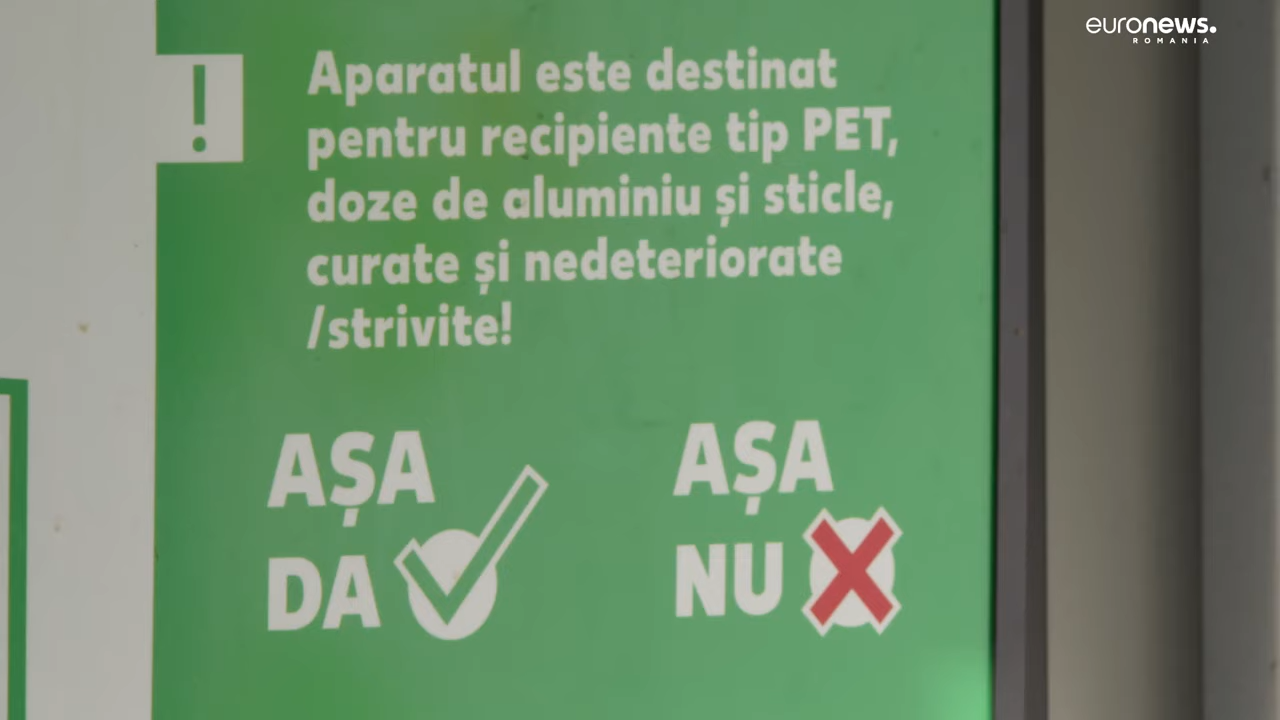 euronews.
ROMANIA
!
Aparatul este destinat
pentru recipiente tip PET,
doze de aluminiu și sticle,
curate și nedeteriorate
/strivite!
AȘA
DA
AȘA
NU